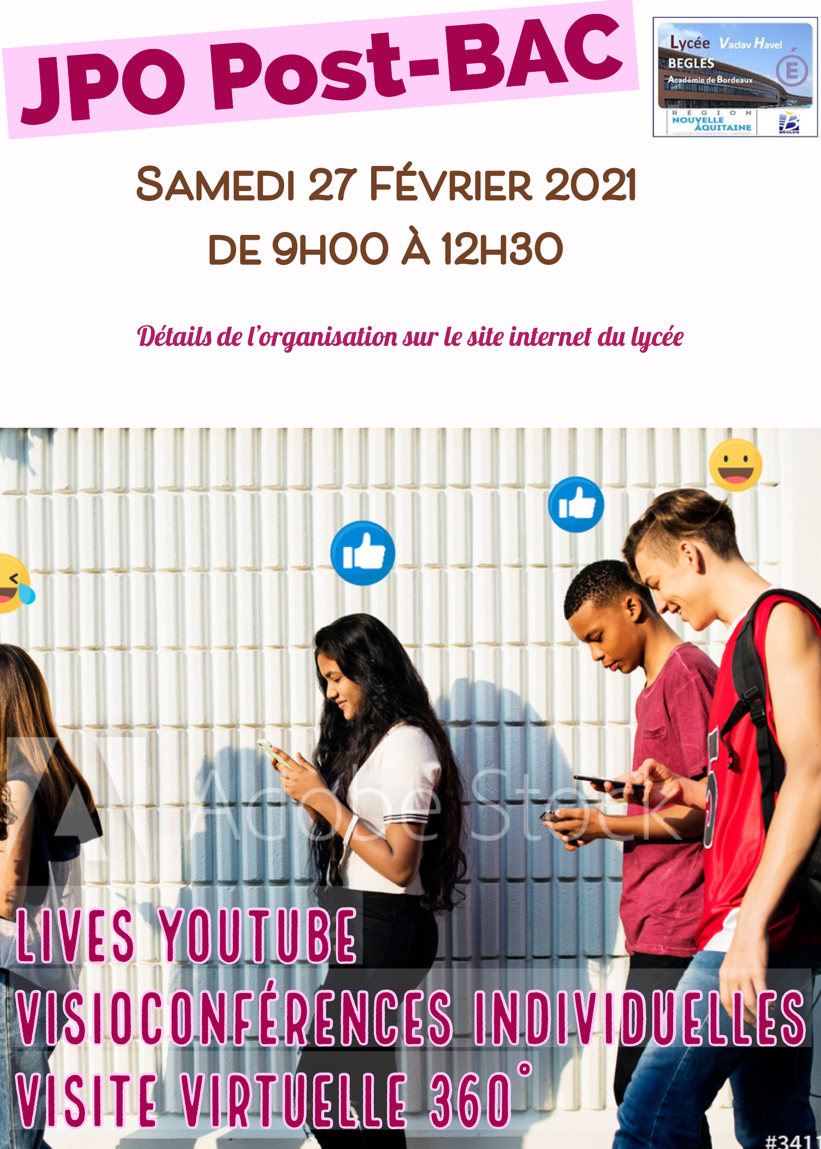 JPO Post-BAC
Lycée Vaclav Havel
BEGLES
Académie de Bordeaux
RÉGION
NOUVELLE
AQUITAINE
BEGLES
SAMEDI 27 FÉVRIER 2021
DE 9H00 À 12H30
Détails de l'organisation sur le site internet du lycée
Adobe Stock
LIVES YOUTUBE
VISIOCONFÉRENCES INDIVIDUELLES
VISITE VIRTUELLE 360°
#3411